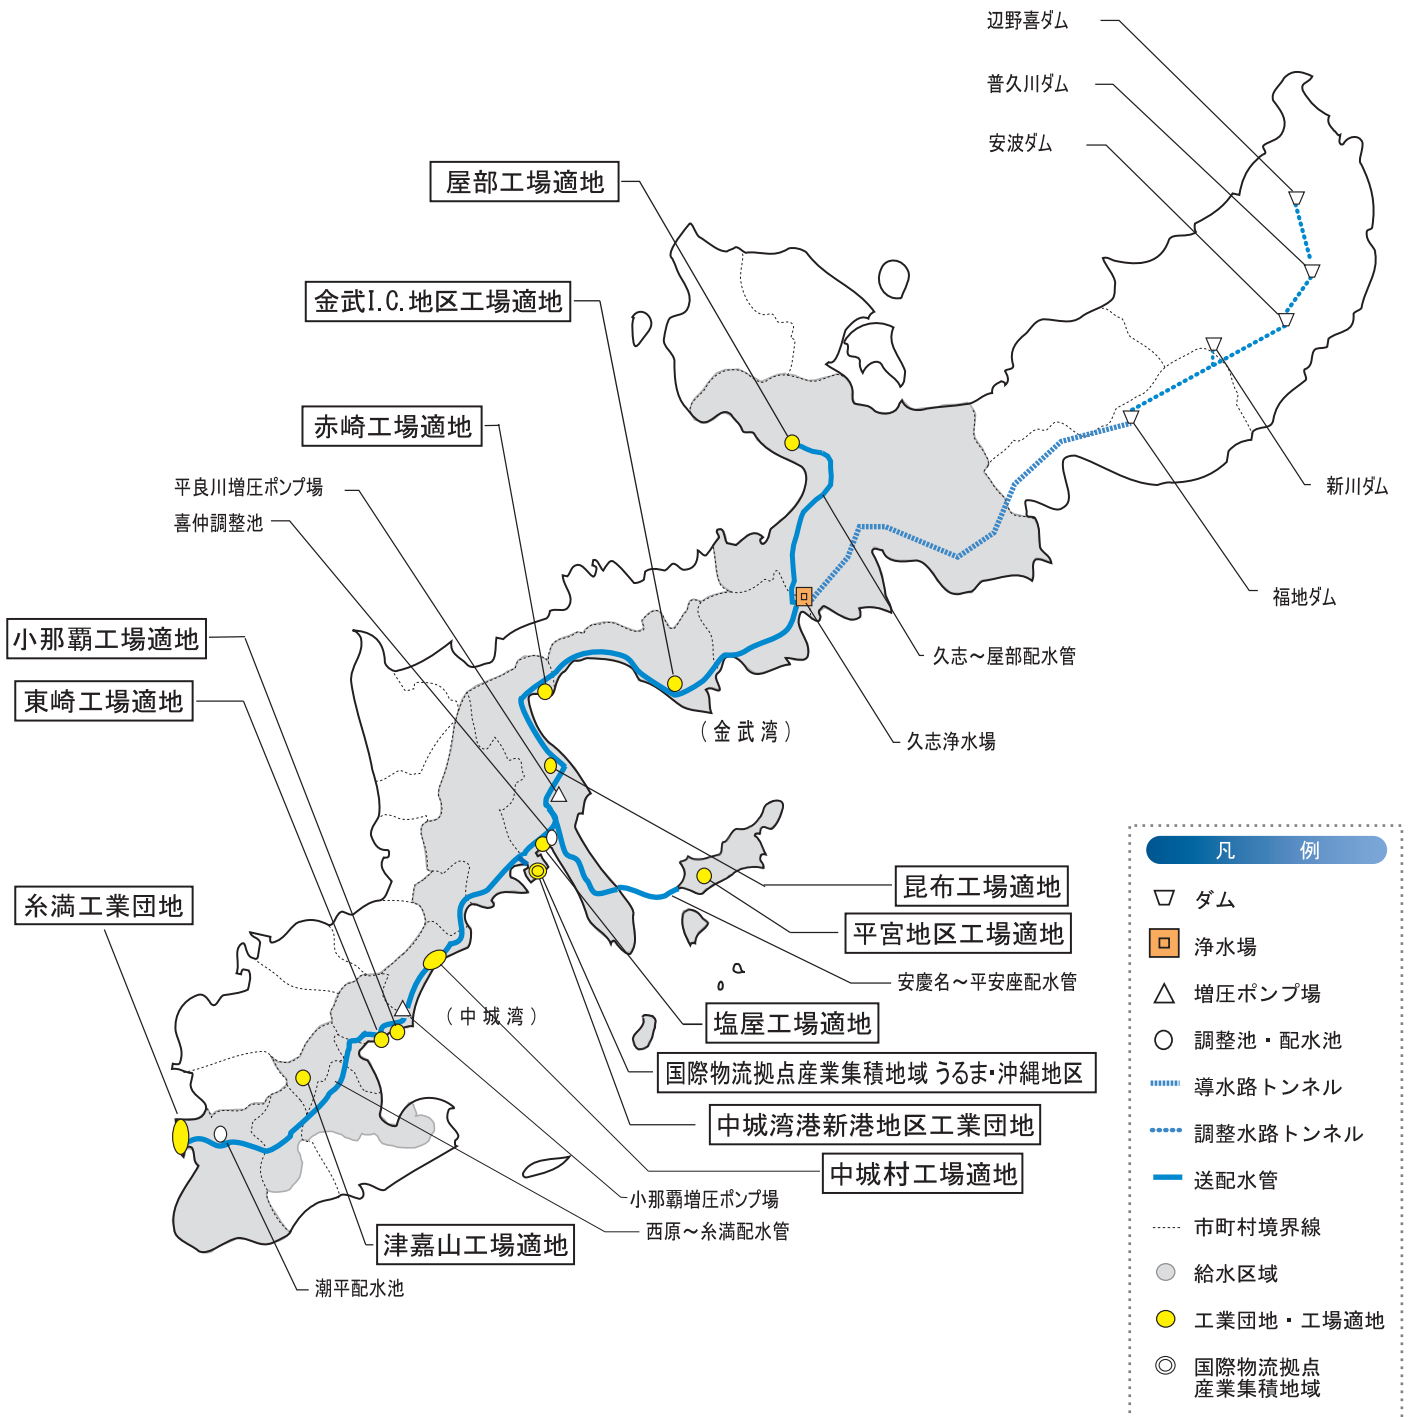 辺野喜ダム
普久川ダム
安波ダム
屋部工場適地
金武I.C.地区工場適地
赤崎工場適地
平良川増圧ポンプ場
喜仲調整池
新川ダム
福地ダム
小那覇工場適地
久志～屋部配水管
東崎工場適地
(金武湾)
久志浄水場
糸満工業団地
昆布工場適地
平宮地区工場適地
安慶名～平安座配水管
(中城湾)
塩屋工場適地
国際物流拠点産業集積地域 うるま・沖縄地区
中城湾港新港地区工業団地
中城村工場適地
小那覇増圧ポンプ場
西原～糸満配水管
津嘉山工場適地
潮平配水池
凡 例
ダム
浄水場
増圧ポンプ場
調整池・配水池
導水路トンネル
調整水路トンネル
送配水管
市町村境界線
給水区域
工業団地・工場適地
国際物流拠点
産業集積地域